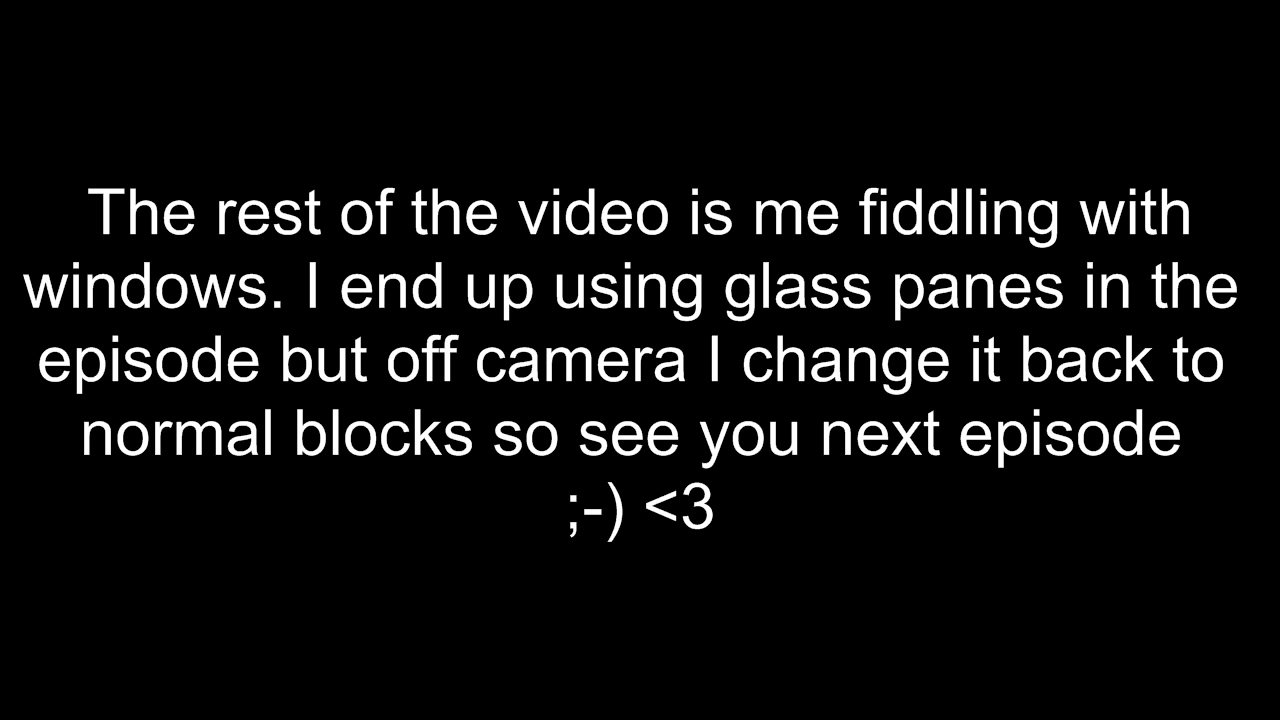 The rest of the video is me fiddling with
windows. I end up using glass panes in the
episode but off camera I change it back to
normal blocks so see you next episode
;-) <3